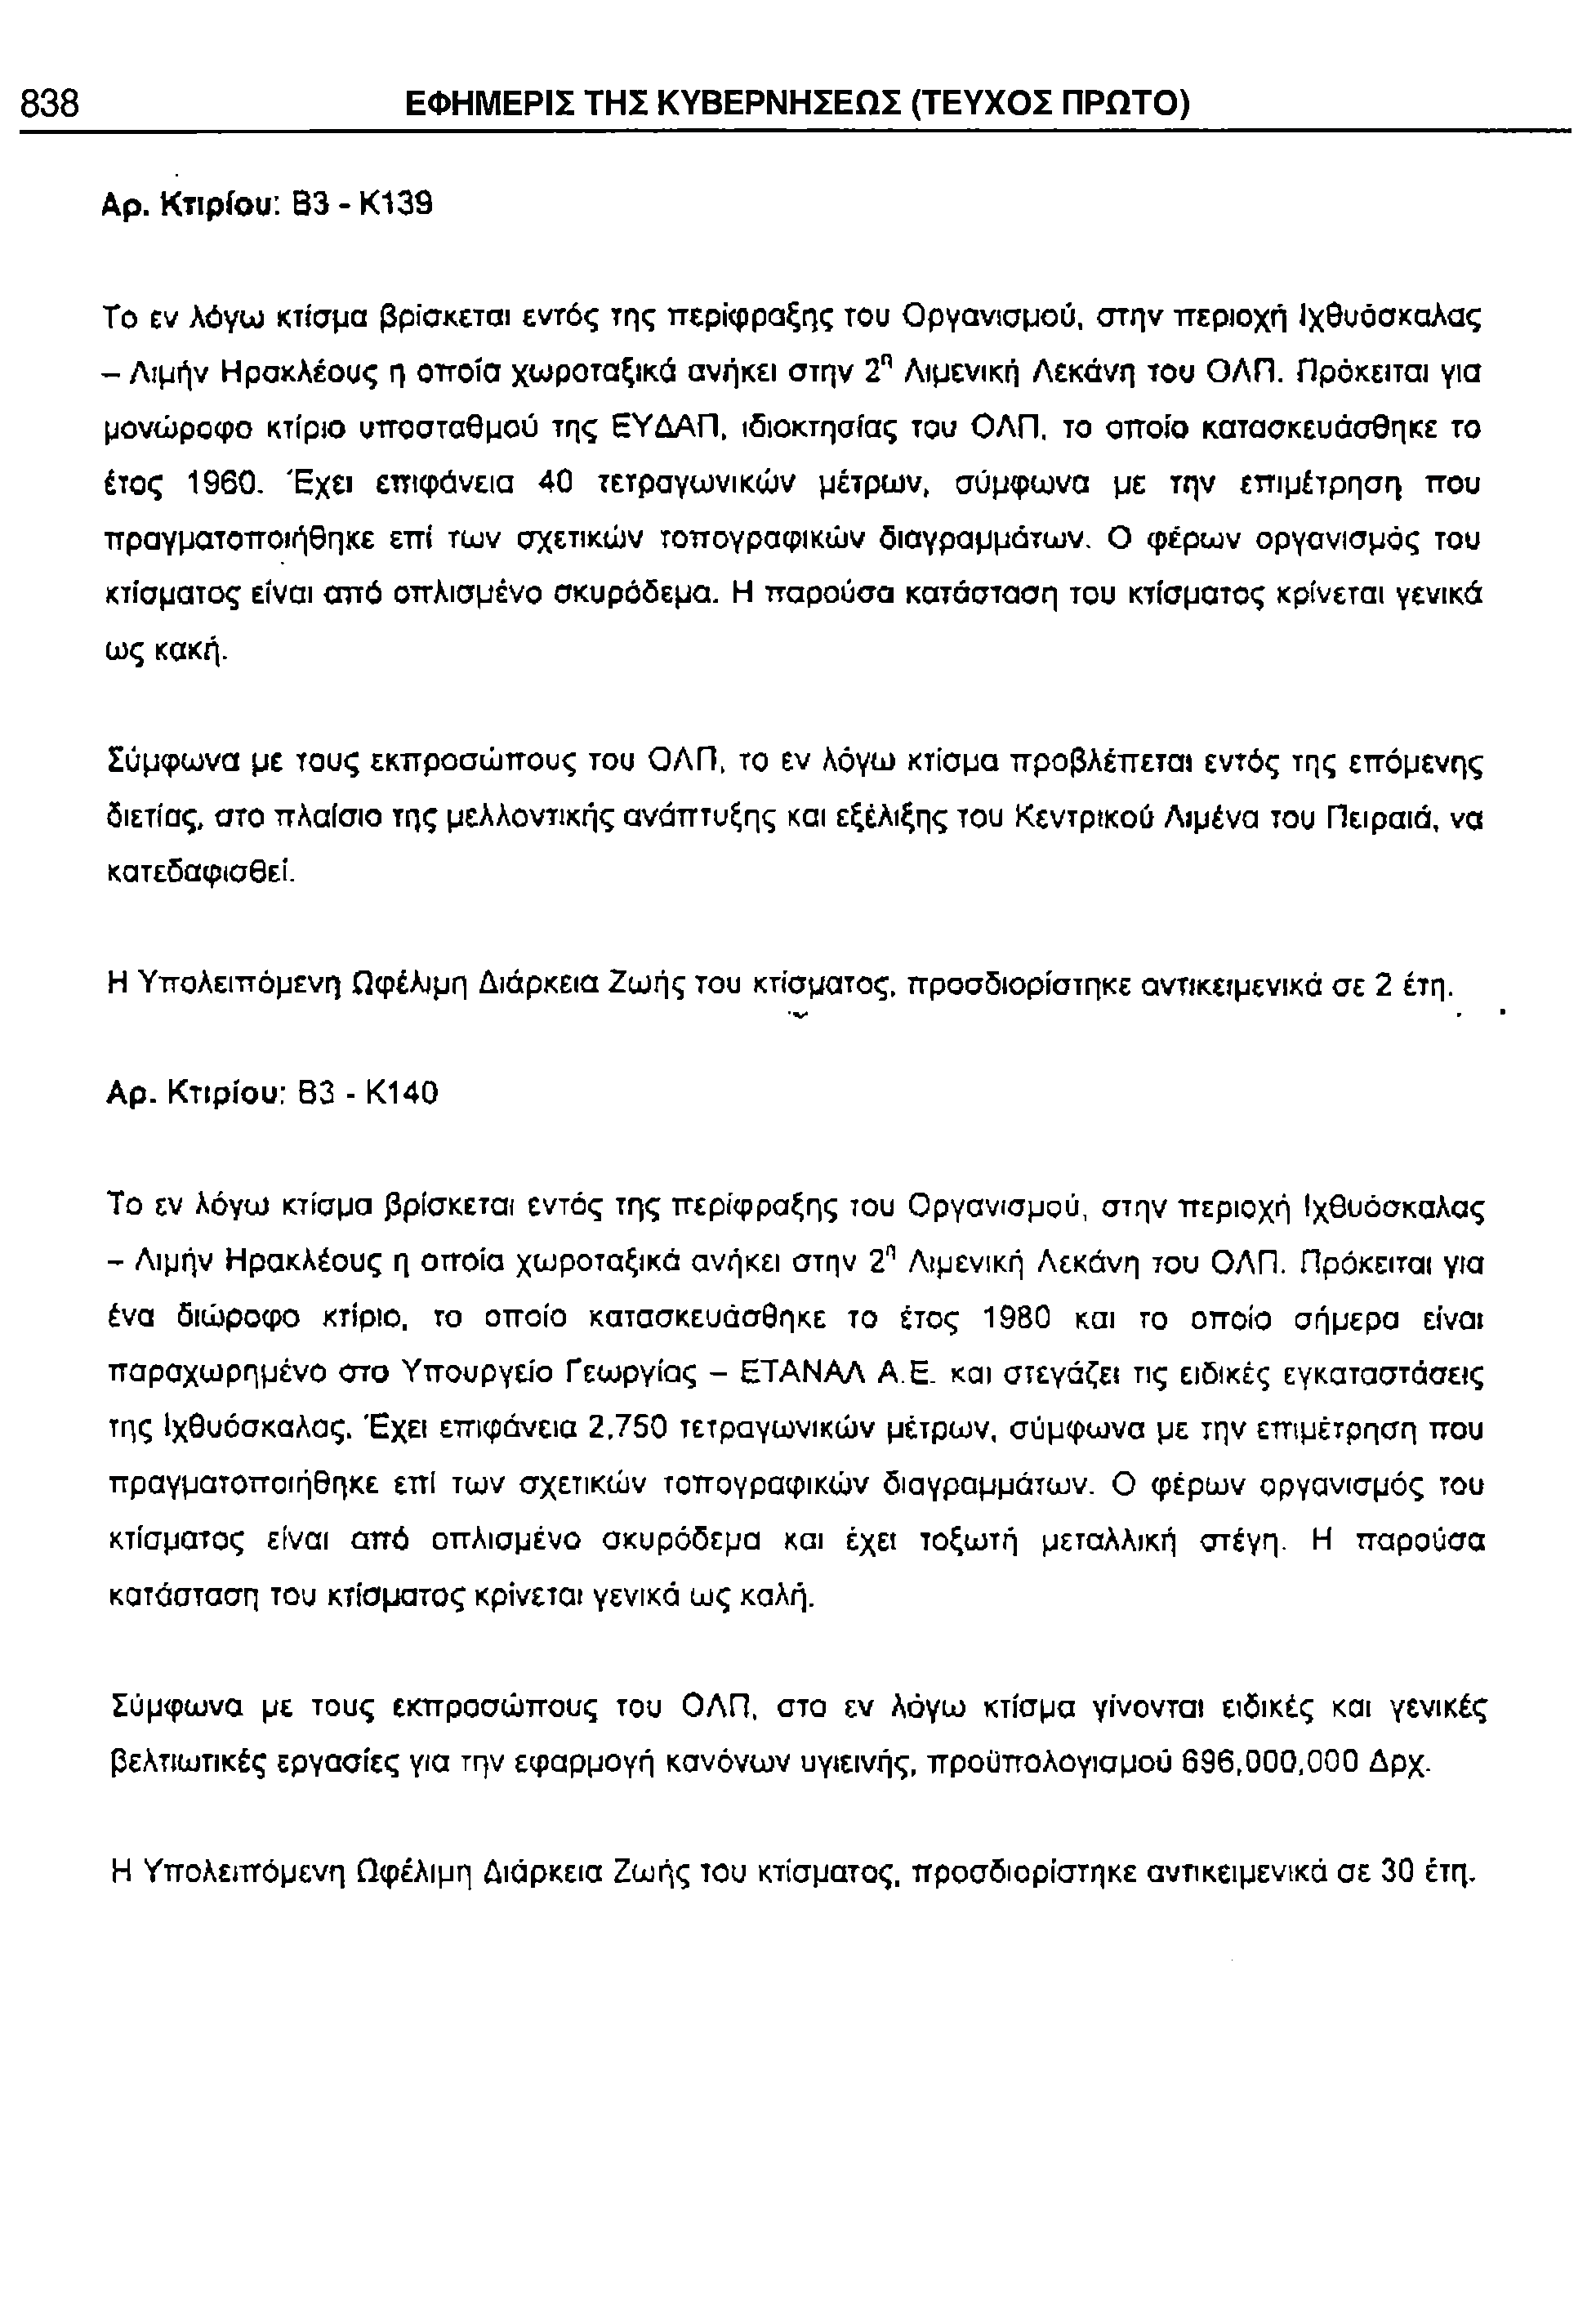 838 ΕΦΗΜΕΡΙΣ ΤΗΣ ΚΥΒΕΡΝΗΣΕΩΣ (ΤΕΥΧΟΣ ΠΡΩΤΟ)
Αρ. Κτιρίου: Β3 - Κ139
Το εν λόγω κτίσμα βρίσκεται εντός της περίφραξης του Οργανισμού, στην περιοχή Ιχθυόσκαλας
– Λιμήν Ηρακλέους η οποία χωροταξικά ανήκει στην 2η Λιμενική Λεκάνη του ΟΛΠ. Πρόκειται για
μονώροφο κτίριο υποσταθμού της ΕΥΔΑΠ, ιδιοκτησίας του ΟΛΠ, το οποίο κατασκευάσθηκε το
έτος 1960. Έχει επιφάνεια 40 τετραγωνικών μέτρων, σύμφωνα με την επιμέτρηση που
πραγματοποιήθηκε επί των σχετικών τοπογραφικών διαγραμμάτων. Ο φέρων οργανισμός του
κτίσματος είναι από οπλισμένο σκυρόδεμα. Η παρούσα κατάσταση του κτίσματος κρίνεται γενικά
ως κακή.
Σύμφωνα με τους εκπροσώπους του ΟΛΠ, το εν λόγω κτίσμα προβλέπεται εντός της επόμενης
διετίας, στο πλαίσιο της μελλοντικής ανάπτυξης και εξέλιξης του Κεντρικού Λιμένα του Πειραιά, να
κατεδαφισθεί.
Η Υπολειπόμενη Ωφέλιμη Διάρκεια Ζωής του κτίσματος, προσδιορίστηκε αντικειμενικά σε 2 έτη.
Αρ. Κτιρίου: Β3 - Κ140
Το εν λόγω κτίσμα βρίσκεται εντός της περίφραξης του Οργανισμού, στην περιοχή Ιχθυόσκαλας
– Λιμήν Ηρακλέους η οποία χωροταξικά ανήκει στην 2η Λιμενική Λεκάνη του ΟΛΠ. Πρόκειται για
ένα διώροφο κτίριο, το οποίο κατασκευάσθηκε το έτος 1980 και το οποίο σήμερα είναι
παραχωρημένο στο Υπουργείο Γεωργίας – ΕΤΑΝΑΛ Α.Ε. και στεγάζει τις ειδικές εγκαταστάσεις
της Ιχθυόσκαλας. Έχει επιφάνεια 2.750 τετραγωνικών μέτρων, σύμφωνα με την επιμέτρηση που
πραγματοποιήθηκε επί των σχετικών τοπογραφικών διαγραμμάτων. Ο φέρων οργανισμός του
κτίσματος είναι από οπλισμένο σκυρόδεμα και έχει τοξωτή μεταλλική στέγη. Η παρούσα
κατάσταση του κτίσματος κρίνεται γενικά ως καλή.
Σύμφωνα με τους εκπροσώπους του ΟΛΠ, στο εν λόγω κτίσμα γίνονται ειδικές και γενικές
βελτιωτικές εργασίες για την εφαρμογή κανόνων υγιεινής, προϋπολογισμού 696.000.000 Δρχ.
Η Υπολειπόμενη Ωφέλιμη Διάρκεια Ζωής του κτίσματος, προσδιορίστηκε αντικειμενικά σε 30 έτη.